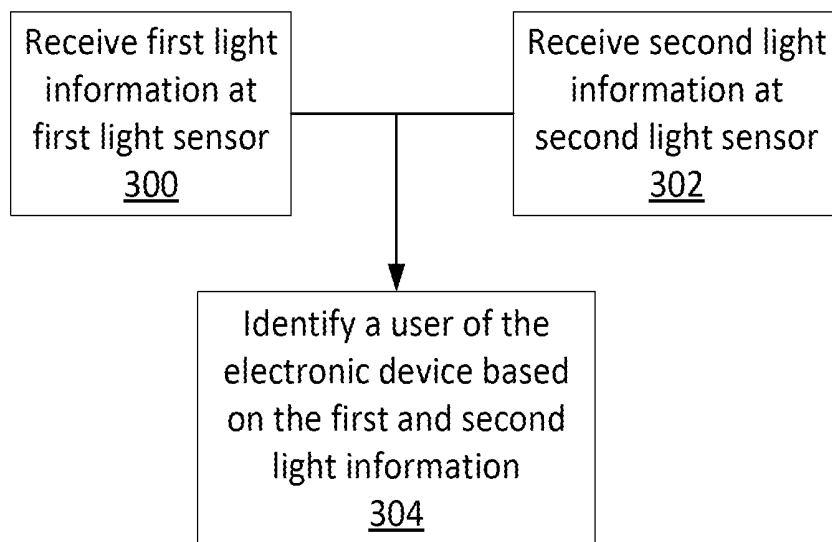 Receive first light
information at
first light sensor
300
Receive second light
information at
second light sensor
302
Identify a user of the
electronic device based
on the first and second
light information
304